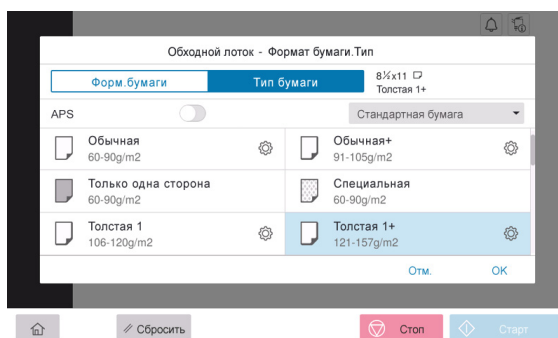 Обходной лоток - Формат бумаги.Тип
Форм.бумаги
Тип бумаги
8½x11
Толстая 1+
APS
Стандартная бумага
Обычная
60-90g/m2
Обычная+
91-105g/m2
Только одна сторона
60-90g/m2
Специальная
60-90g/m2
Толстая 1
106-120g/m2
Толстая 1+
121-157g/m2
Отм.
OK
Сбросить
Стоп
Старт